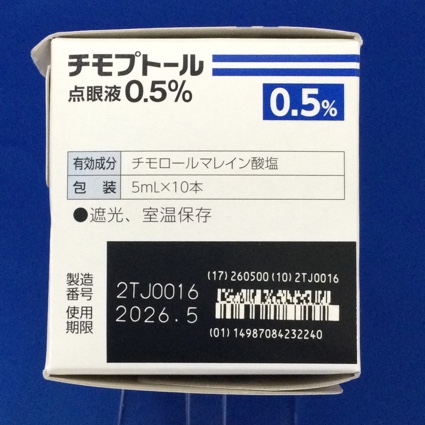 チモプトール
点眼液0.5%
0.5%
有効成分 チモロールマレイン酸塩
包装 5mL×10本
●遮光、室温保存
製造番号 2TJ0016
使用期限 2026.5
(17) 260500 (10) 2TJ0016
(01) 14987084232240